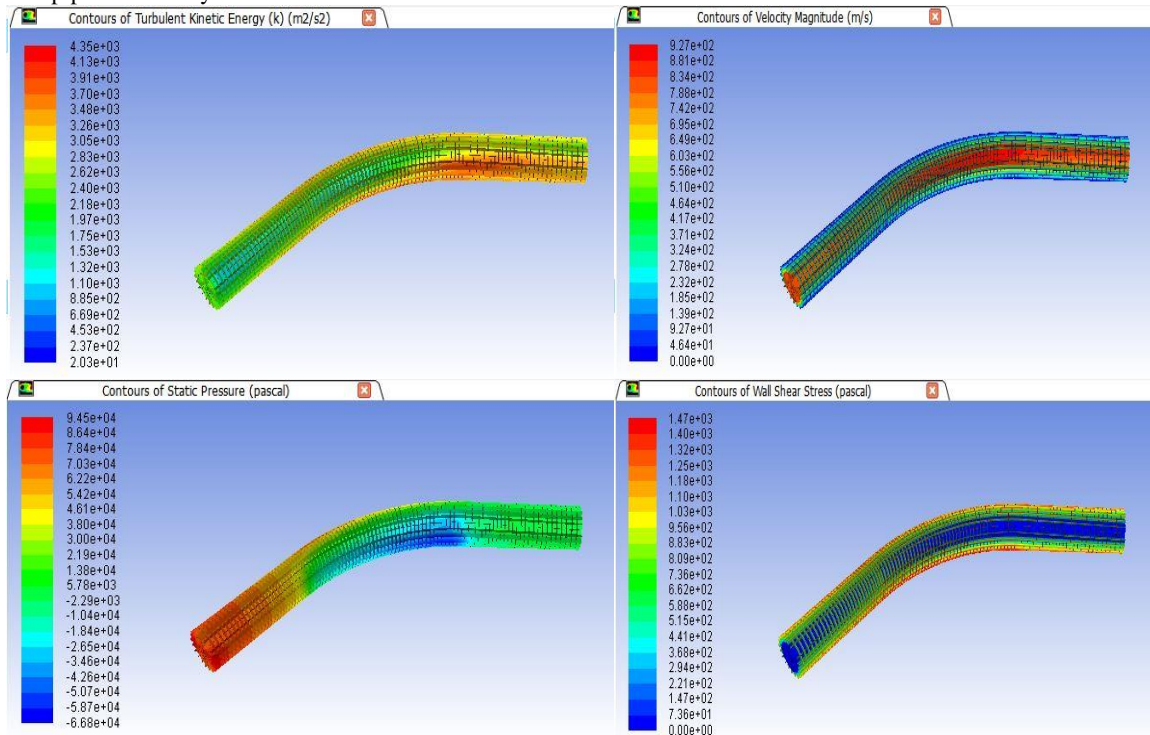 Contours of Turbulent Kinetic Energy (k) (m2/s2)
4.35e+03
4.13e+03
3.91e+03
3.70e+03
3.48e+03
3.26e+03
3.05e+03
2.83e+03
2.62e+03
2.40e+03
2.18e+03
1.97e+03
1.75e+03
1.53e+03
1.32e+03
1.10e+03
8.85e+02
6.69e+02
4.53e+02
2.37e+02
2.03e+01
Contours of Velocity Magnitude (m/s)
9.27e+02
8.81e+02
8.34e+02
7.88e+02
7.42e+02
6.95e+02
6.49e+02
6.03e+02
5.56e+02
5.10e+02
4.64e+02
4.17e+02
3.71e+02
3.24e+02
2.78e+02
2.32e+02
1.85e+02
1.39e+02
9.27e+01
4.64e+01
0.00e+00
Contours of Static Pressure (pascal)
9.45e+04
8.64e+04
7.84e+04
7.03e+04
6.22e+04
5.42e+04
4.61e+04
3.80e+04
3.00e+04
2.19e+04
1.38e+04
5.78e+03
-2.29e+03
-1.04e+04
-1.84e+04
-2.65e+04
-3.46e+04
-4.26e+04
-5.07e+04
-5.87e+04
-6.68e+04
Contours of Wall Shear Stress (pascal)
1.47e+03
1.40e+03
1.32e+03
1.25e+03
1.18e+03
1.10e+03
1.03e+03
9.56e+02
8.83e+02
8.09e+02
7.36e+02
6.62e+02
5.88e+02
5.15e+02
4.41e+02
3.68e+02
2.94e+02
2.21e+02
1.47e+02
7.36e+01
0.00e+00